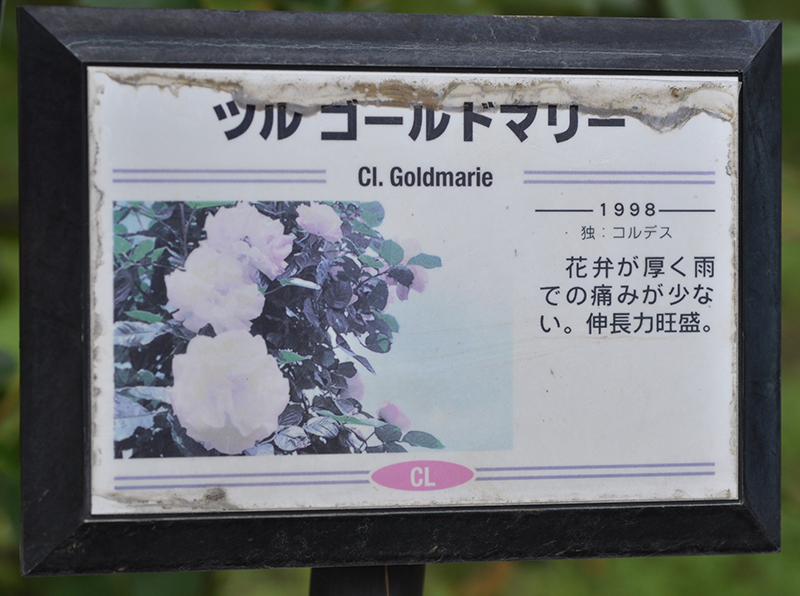 ツル ゴールドマリー
Cl. Goldmarie
1998
独：コルデス
花弁が厚く雨
での痛みが少な
い。伸長力旺盛。
CL